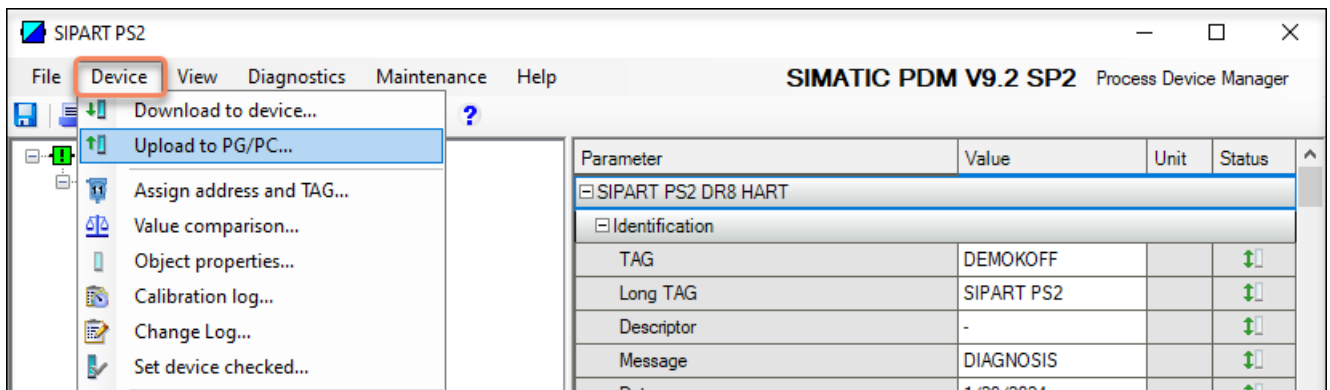 SIPART PS2
File Device View Diagnostics Maintenance Help SIMATIC PDM V9.2 SP2 Process Device Manager
Download to device...
?
Upload to PG/PC...
Assign address and TAG...
Value comparison...
Object properties...
Calibration log...
Change Log...
Set device checked...
Parameter Value Unit Status
SIPART PS2 DR8 HART
Identification
TAG DEMOKOFF
Long TAG SIPART PS2
Descriptor -
Message DIAGNOSIS